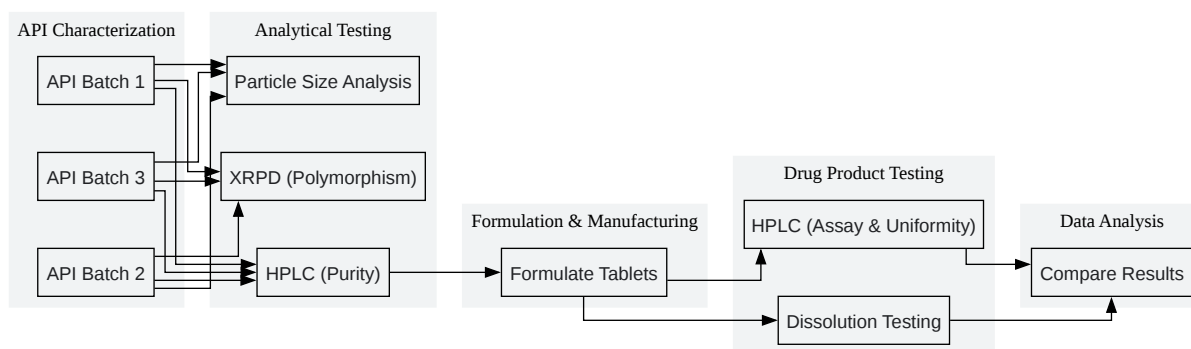 API Characterization
API Batch 1
API Batch 3
API Batch 2
Analytical Testing
Particle Size Analysis
XRPD (Polymorphism)
HPLC (Purity)
Formulation & Manufacturing
Formulate Tablets
Drug Product Testing
HPLC (Assay & Uniformity)
Dissolution Testing
Data Analysis
Compare Results